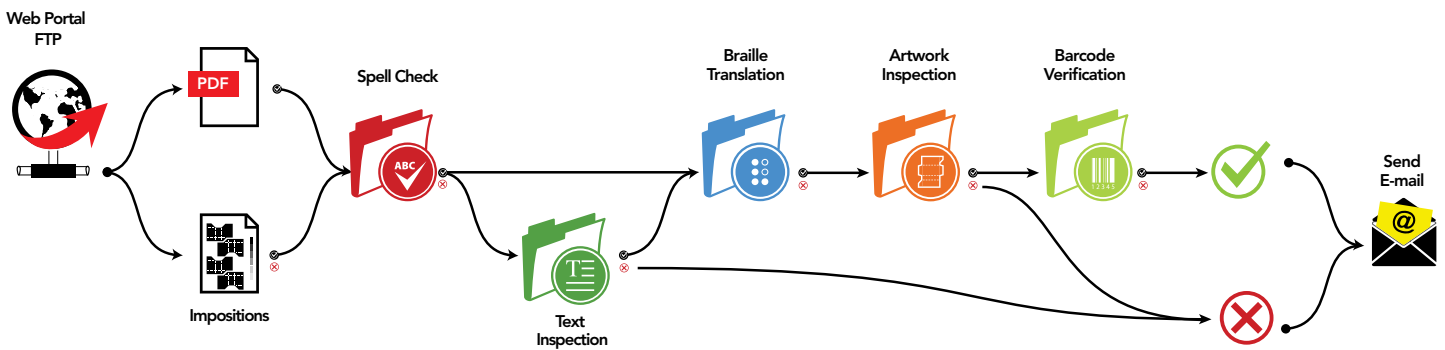 Web Portal
FTP
PDF
Impositions
Spell Check
ABC
Text
Inspection
T
Braille
Translation
Artwork
Inspection
Barcode
Verification
12345
Send
E-mail
@